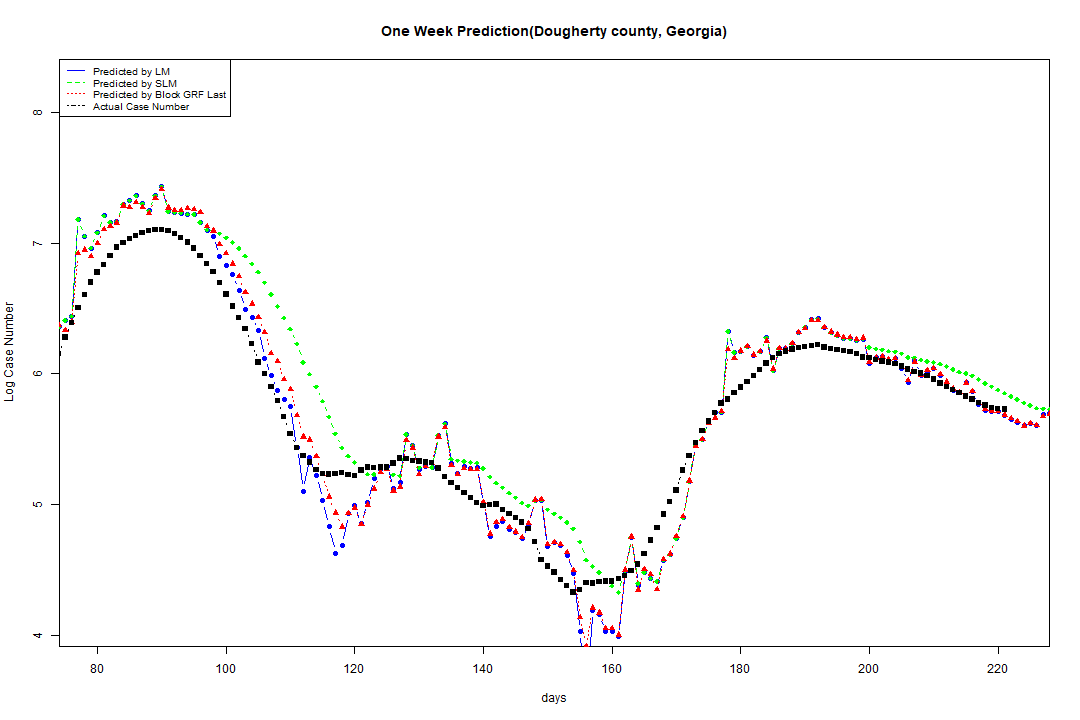 One Week Prediction(Dougherty county, Georgia)
Predicted by LM
Predicted by SLM
Predicted by Block GRF Last
Actual Case Number
8
7
6
5
4
Log Case Number
80 100 120 140 160 180 200 220
days